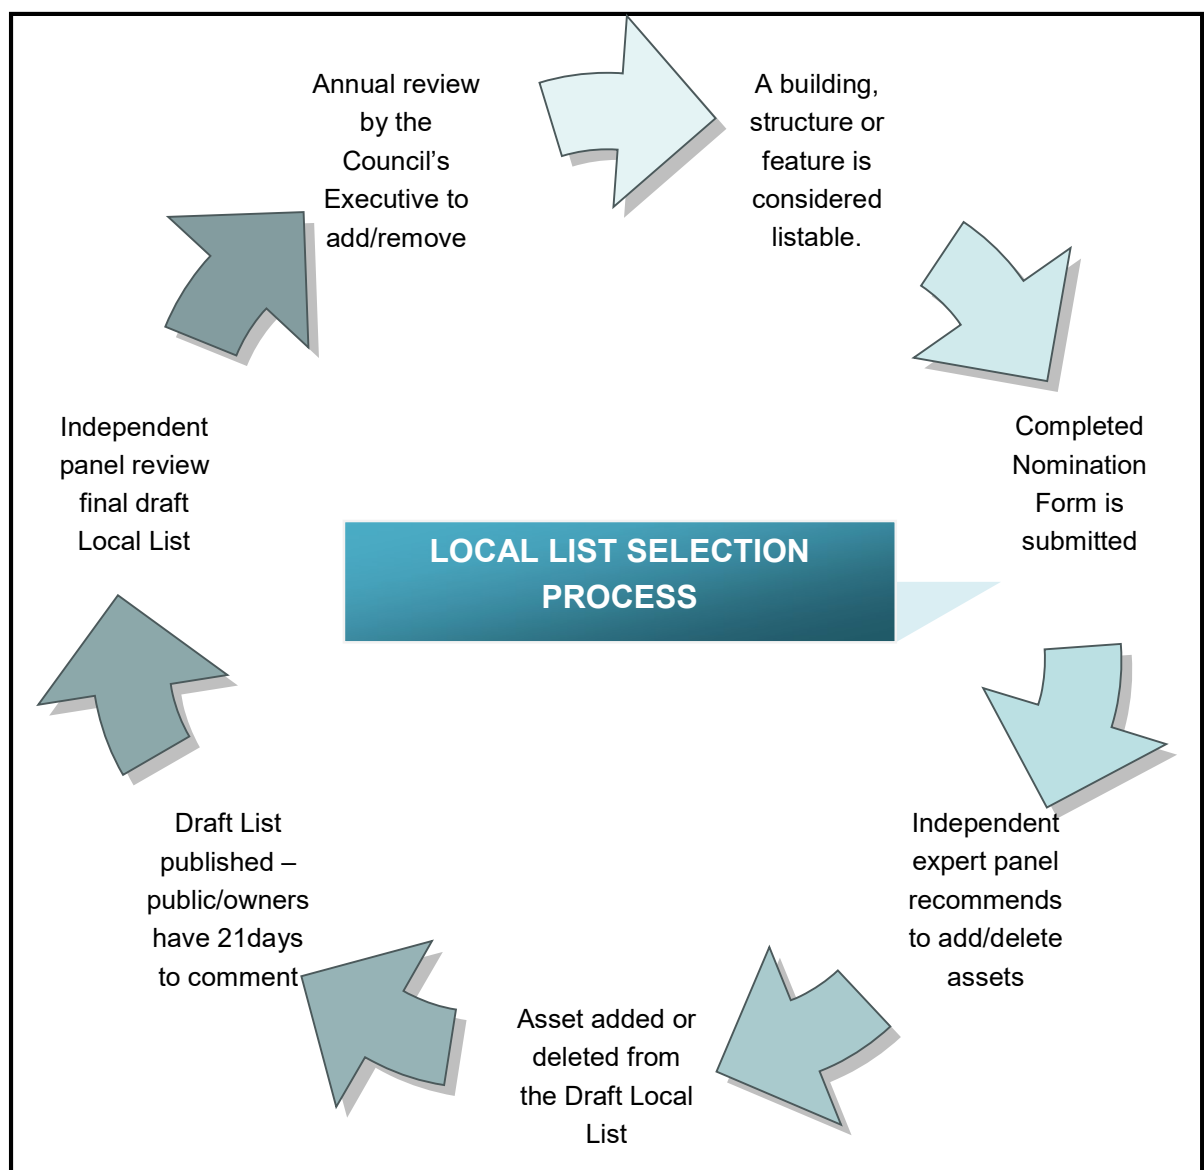 Annual review
by the
Council’s
Executive to
add/remove
A building,
structure or
feature is
considered
listable.
Completed
Nomination
Form is
submitted
Independent
expert panel
recommends
to add/delete
assets
Asset added or
deleted from
the Draft Local
List
Draft List
published –
public/owners
have 21days
to comment
Independent
panel review
final draft
Local List
LOCAL LIST SELECTION
PROCESS